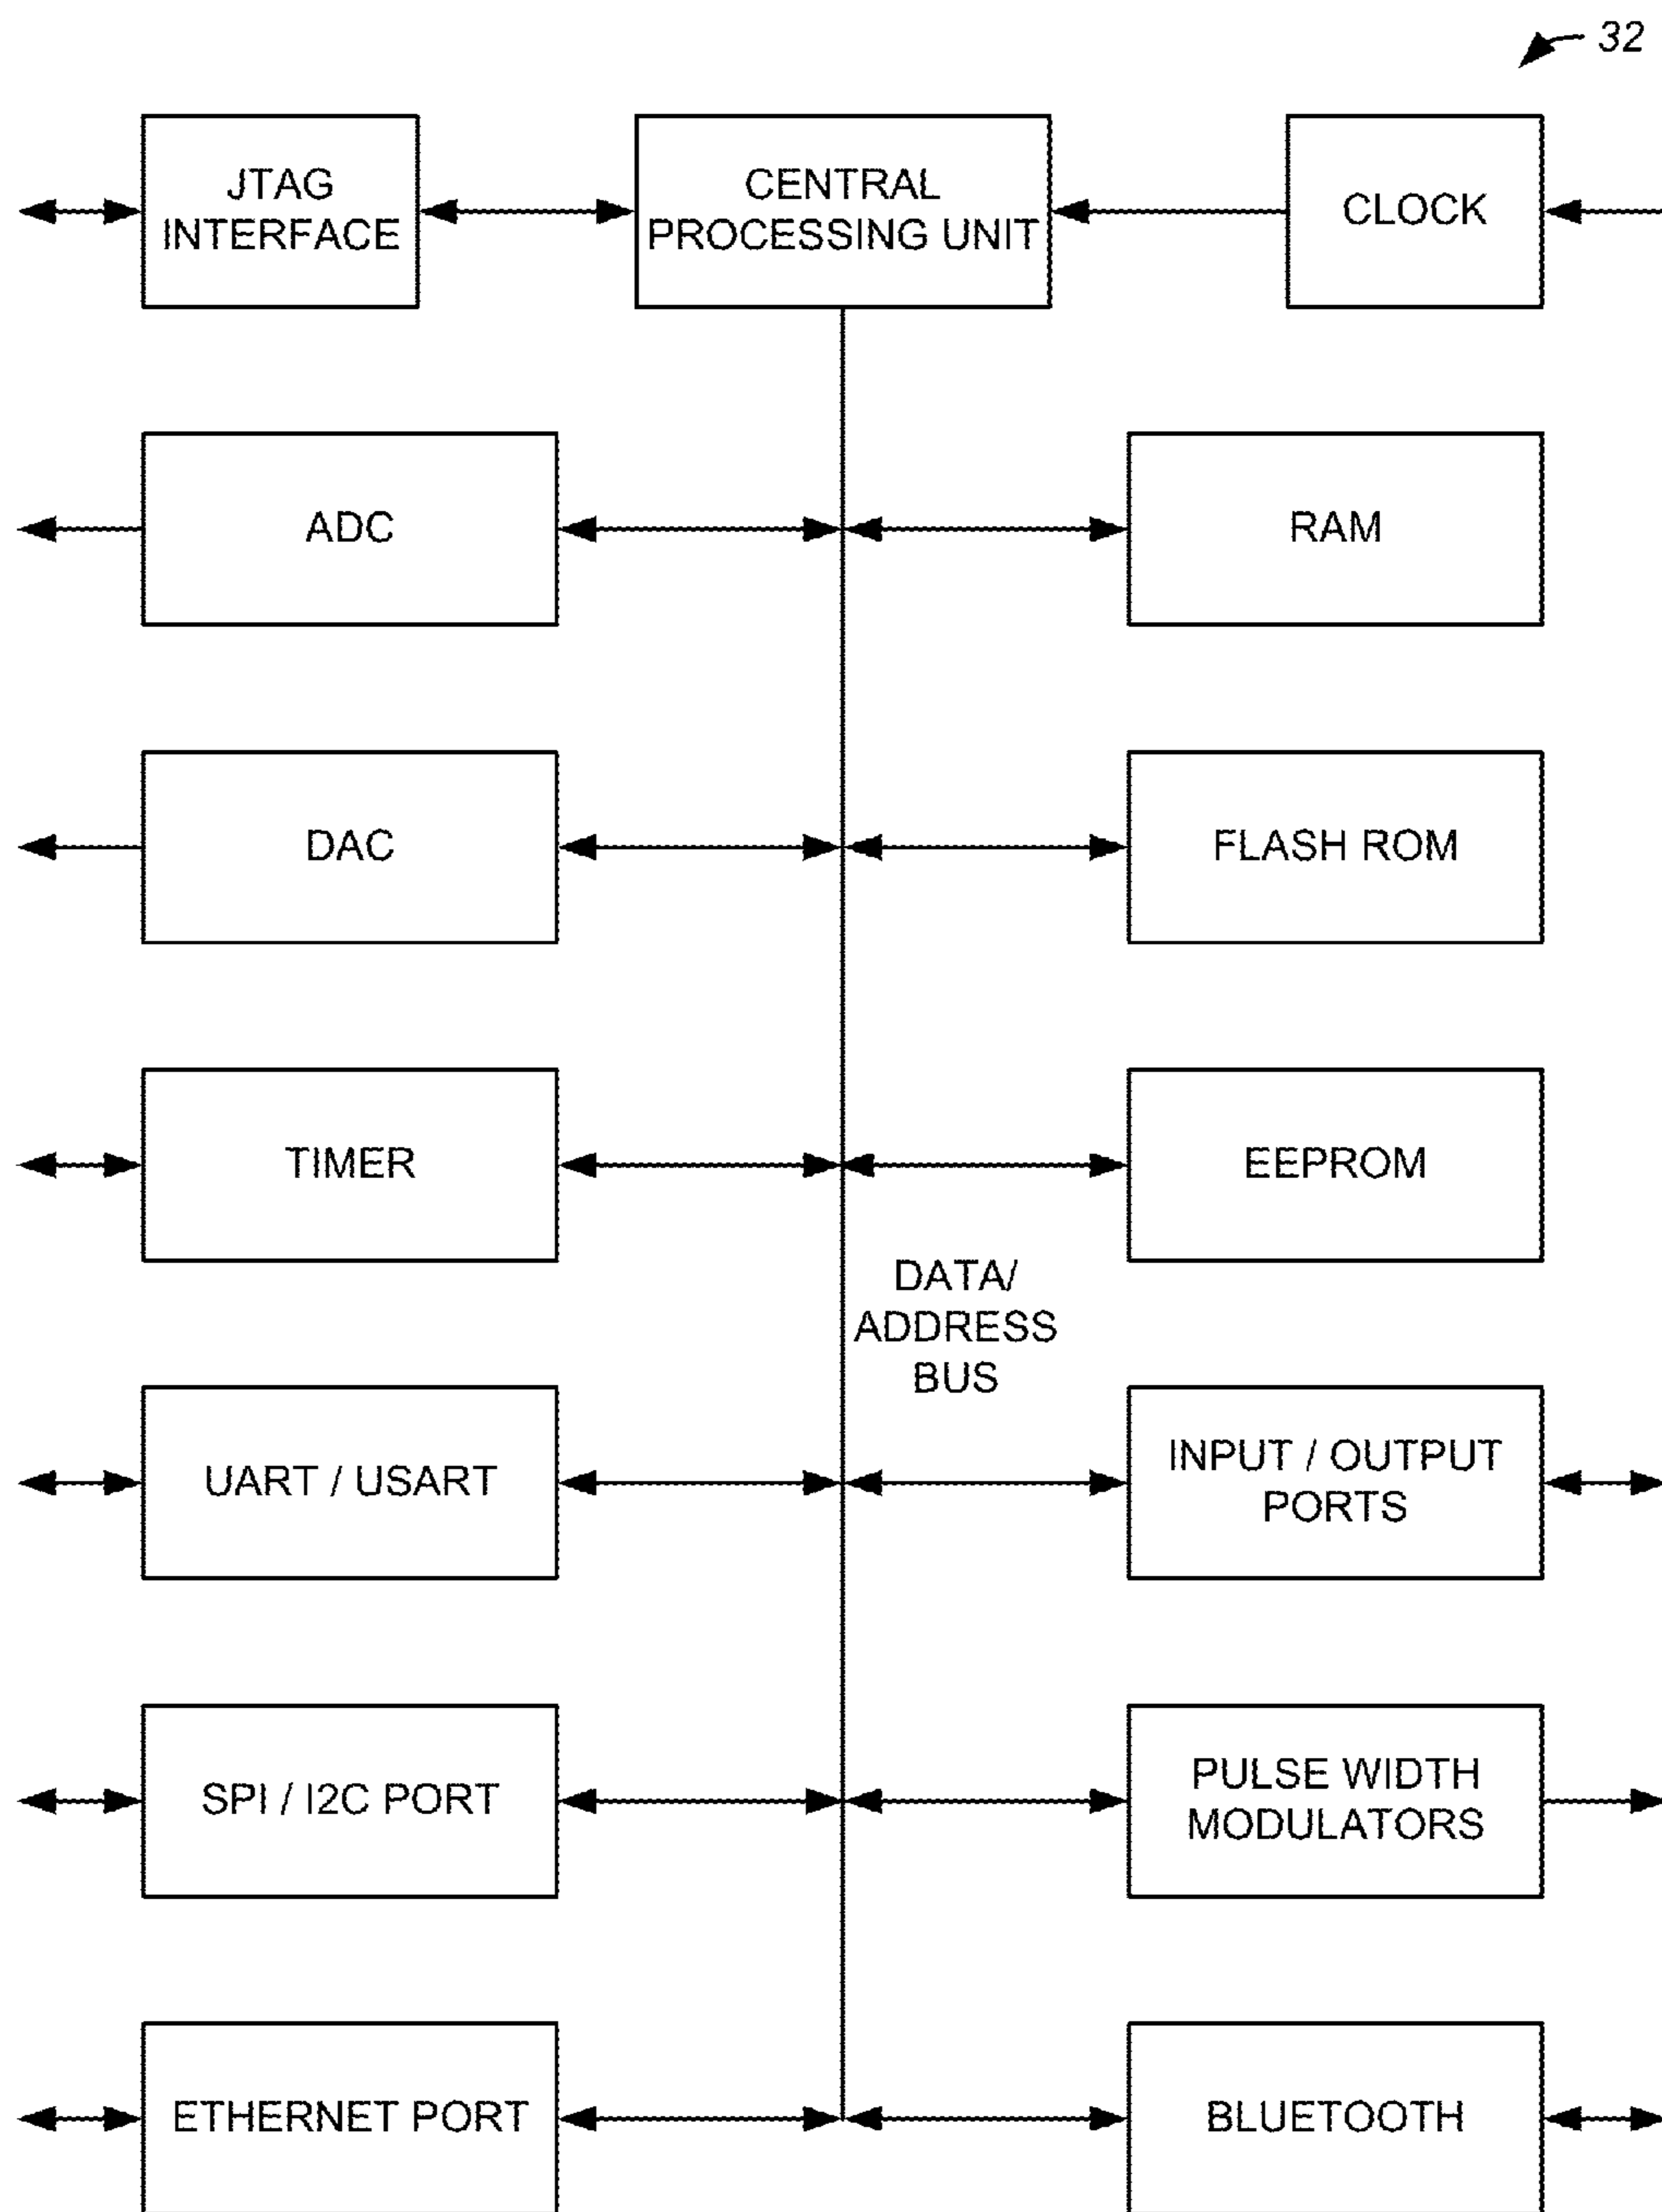 32
JTAG
INTERFACE
CENTRAL
PROCESSING UNIT
CLOCK
ADC
RAM
DAC
FLASH ROM
TIMER
EEPROM
DATA/
ADDRESS
BUS
UART / USART
INPUT / OUTPUT
PORTS
SPI / I2C PORT
PULSE WIDTH
MODULATORS
ETHERNET PORT
BLUETOOTH